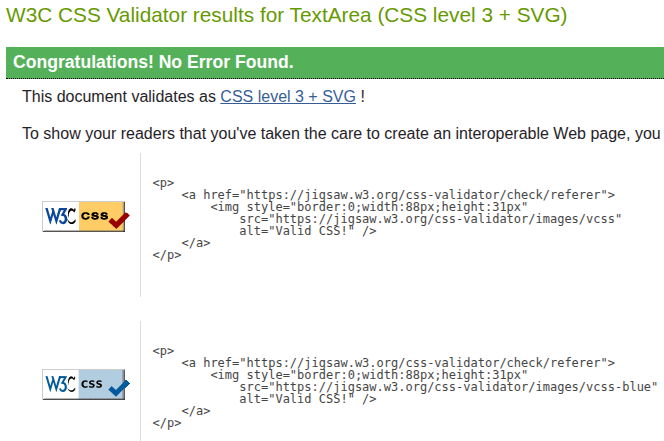 W3C CSS Validator results for TextArea (CSS level 3 + SVG)
Congratulations! No Error Found.
This document validates as CSS level 3 + SVG !
To show your readers that you've taken the care to create an interoperable Web page, you
W3C css
<p>
<a href="https://jigsaw.w3.org/css-validator/check/referer">
<img style="border:0;width:88px;height:31px"
src="https://jigsaw.w3.org/css-validator/images/vcss"
alt="Valid CSS!" />
</a>
</p>
W3C css
<p>
<a href="https://jigsaw.w3.org/css-validator/check/referer">
<img style="border:0;width:88px;height:31px"
src="https://jigsaw.w3.org/css-validator/images/vcss-blue"
alt="Valid CSS!" />
</a>
</p>